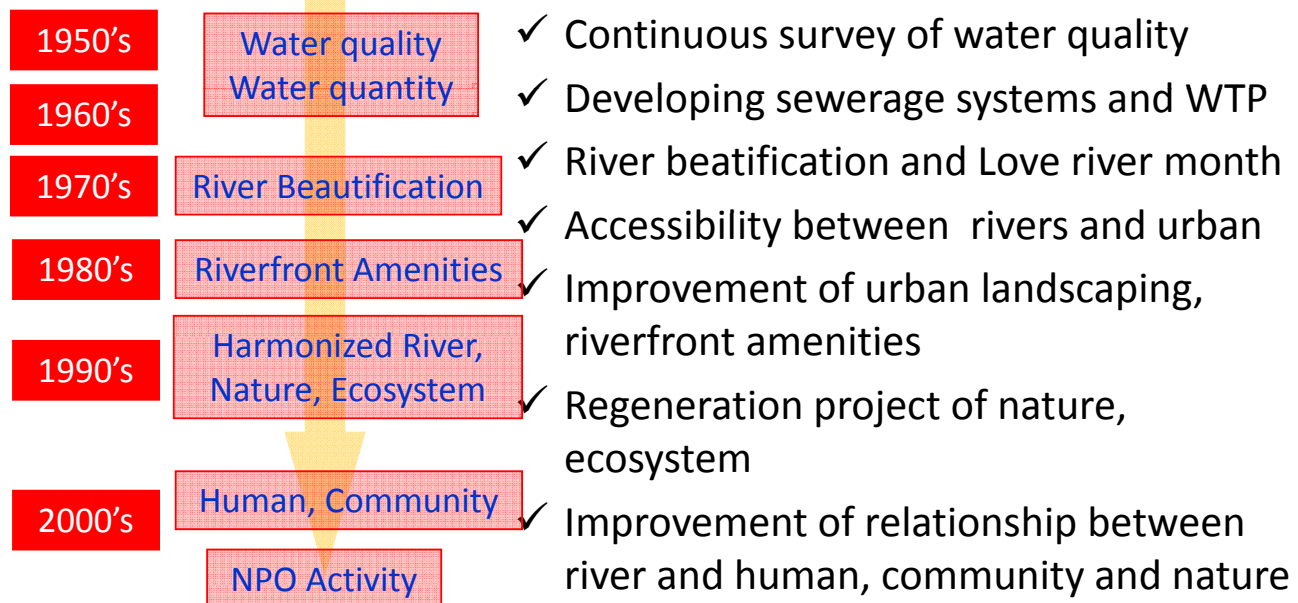 1950's
1960's
1970's
1980's
1990's
2000's
Water quality
Water quantity
River Beautification
Riverfront Amenities
Harmonized River,
Nature, Ecosystem
Human, Community
NPO Activity
✓ Continuous survey of water quality
✓ Developing sewerage systems and WTP
✓ River beatification and Love river month
✓ Accessibility between rivers and urban
✓ Improvement of urban landscaping,
riverfront amenities
✓ Regeneration project of nature,
ecosystem
✓ Improvement of relationship between
river and human, community and nature